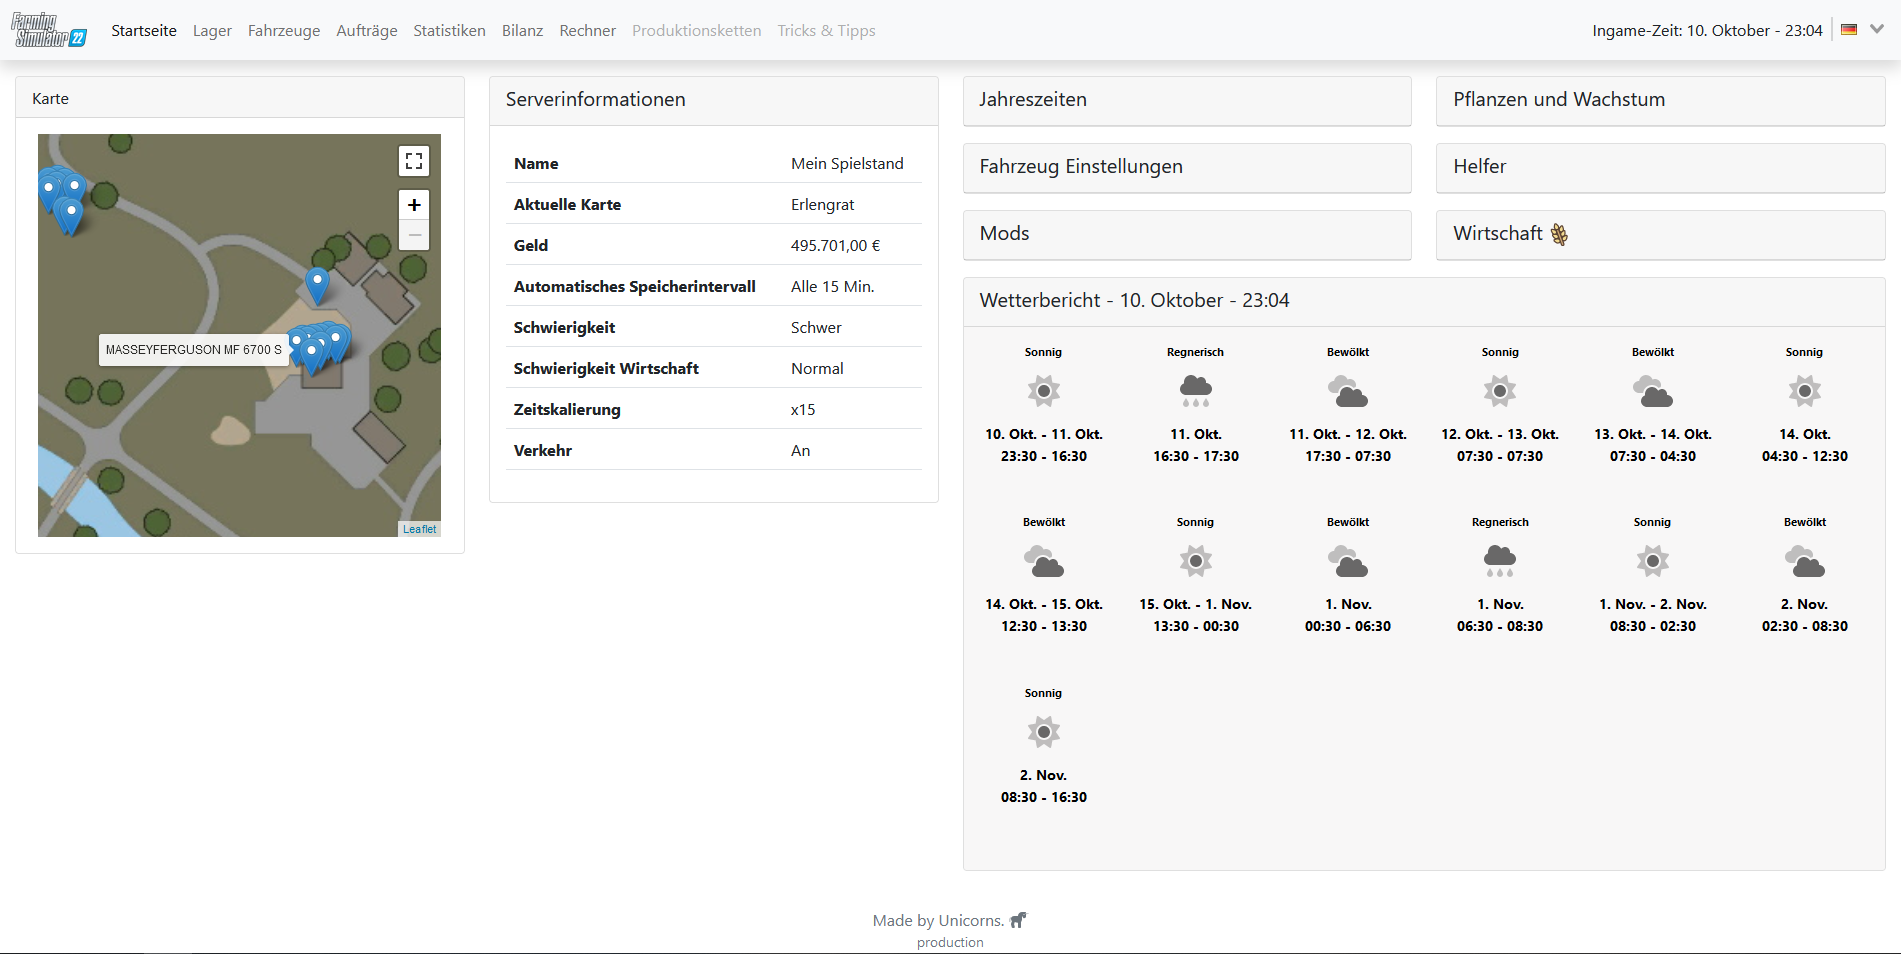 Farming Simulator 22
Startseite Lager Fahrzeuge Aufträge Statistiken Bilanz Rechner Produktionsketten Tricks & Tipps
Ingame-Zeit: 10. Oktober - 23:04
Karte
+
−
MASSEYFERGUSON MF 6700 S
Leaflet
Serverinformationen
Name Mein Spielstand
Aktuelle Karte Erlengrat
Geld 495.701,00 €
Automatisches Speicherintervall Alle 15 Min.
Schwierigkeit Schwer
Schwierigkeit Wirtschaft Normal
Zeitskalierung x15
Verkehr An
Jahreszeiten
Pflanzen und Wachstum
Fahrzeug Einstellungen
Helfer
Mods
Wirtschaft
Wetterbericht - 10. Oktober - 23:04
Sonnig Regnerisch Bewölkt Sonnig Bewölkt Sonnig
10. Okt. - 11. Okt. 11. Okt. 11. Okt. - 12. Okt. 12. Okt. - 13. Okt. 13. Okt. - 14. Okt. 14. Okt.
23:30 - 16:30 16:30 - 17:30 17:30 - 07:30 07:30 - 07:30 07:30 - 04:30 04:30 - 12:30
Bewölkt Sonnig Bewölkt Regnerisch Sonnig Bewölkt
14. Okt. - 15. Okt. 15. Okt. - 1. Nov. 1. Nov. 1. Nov. 1. Nov. - 2. Nov. 2. Nov.
12:30 - 13:30 13:30 - 00:30 00:30 - 06:30 06:30 - 08:30 08:30 - 02:30 02:30 - 08:30
Sonnig
2. Nov.
08:30 - 16:30
Made by Unicorns.
production